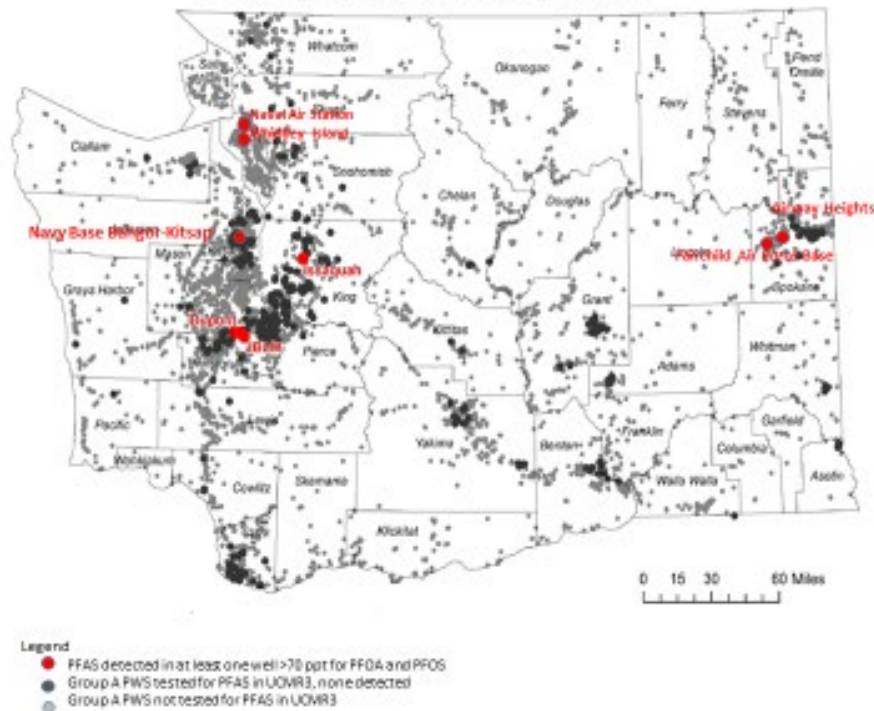 Whatcom
Okanogan
Ferry
Stevens
Pend
Oreille
Naval Air Station
Whidbey Island
Clallam
Snohomish
Chelan
Douglas
Airway Heights
Navy Base Bangor-Kitsap
Fairchild Air Force Base
Mason
Issaquah
Spokane
Grays Harbor
King
Grant
Dupont
Kittitas
JBLM
Pierce
Adams
Whitman
Pacific
Lewis
Yakima
Benton
Franklin
Garfield
Columbia
Wahkiakum
Cowlitz
Skamania
Walla Walla
Asotin
Klickitat
0 15 30 60 Miles
Legend
PFAS detected in at least one well >70 ppt for PFOA and PFOS
Group A PWS tested for PFAS in UCMR3, none detected
Group A PWS not tested for PFAS in UCMR3